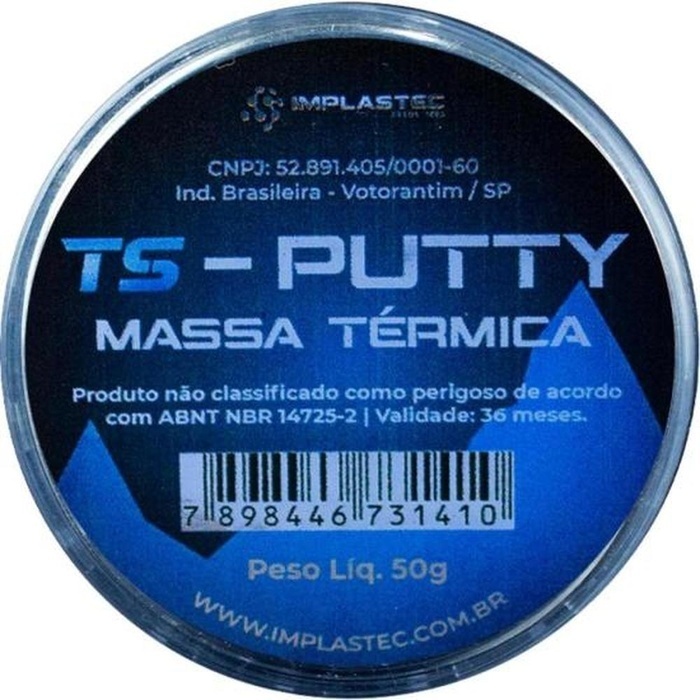 IMPLASTEC
CNPJ: 52.891.405/0001-60
Ind. Brasileira - Votorantim / SP
TS - PUTTY
MASSA TÉRMICA
Produto não classificado como perigoso de acordo
com ABNT NBR 14725-2 | Validade: 36 meses.
7 898446 731410
Peso Líq. 50g
WWW.IMPLASTEC.COM.BR